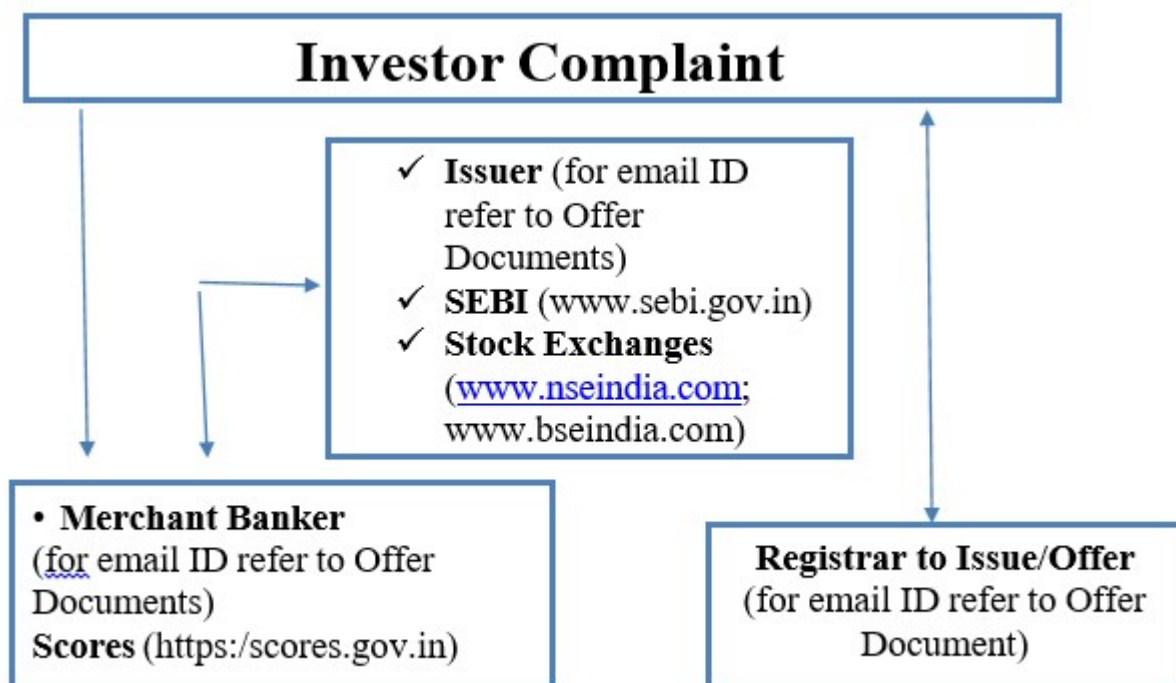 Investor Complaint
✓ Issuer (for email ID
refer to Offer
Documents)
✓ SEBI (www.sebi.gov.in)
✓ Stock Exchanges
(www.nseindia.com;
www.bseindia.com)
• Merchant Banker
(for email ID refer to Offer
Documents)
Scores (https:/scores.gov.in)
Registrar to Issue/Offer
(for email ID refer to Offer
Document)